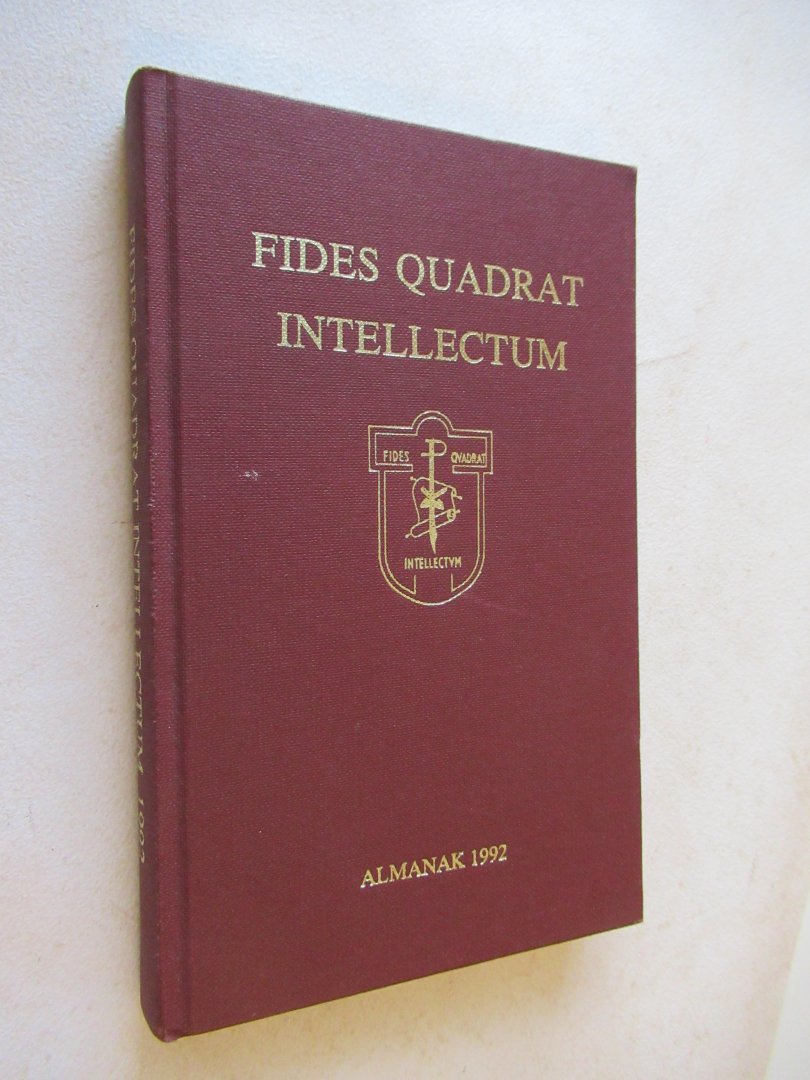 FIDES QUADRAT
INTELLECTUM
FIDES QVADRAT
INTELLECTVM
ALMANAK 1992
FIDES QUADRAT INTELLECTUM 1992